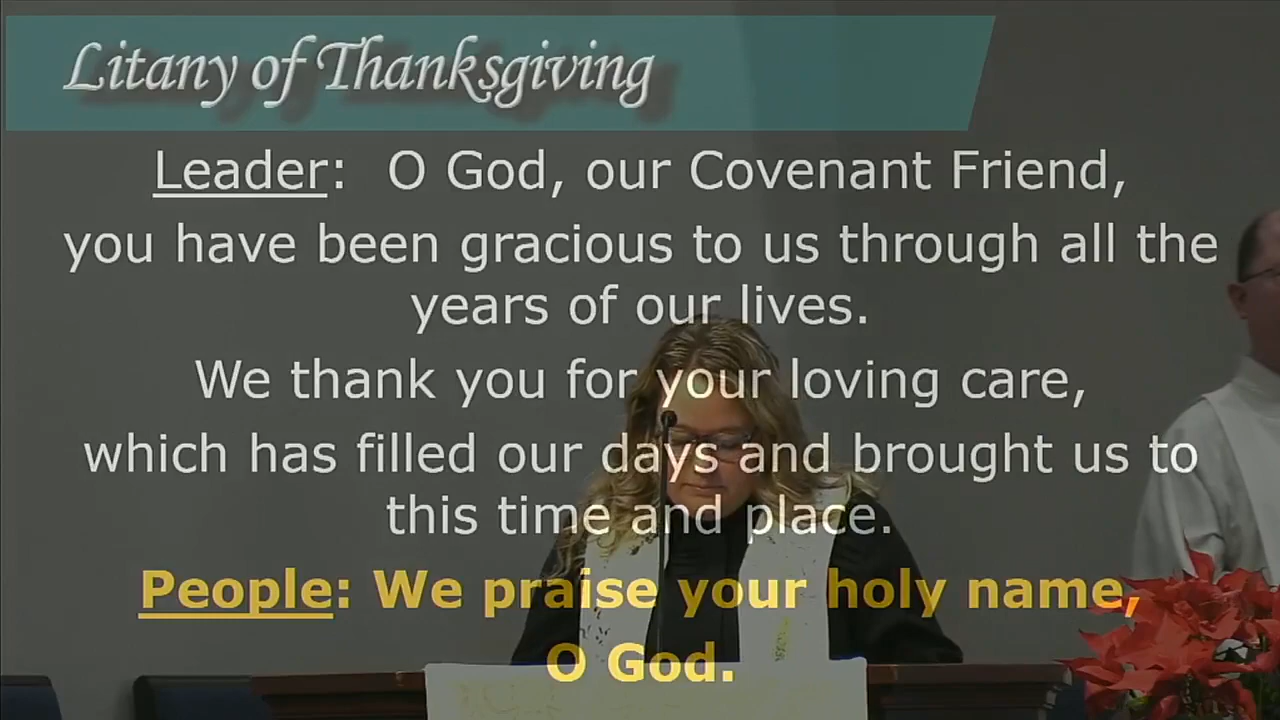 Litany of Thanksgiving
Leader: O God, our Covenant Friend,
you have been gracious to us through all the
years of our lives.
We thank you for your loving care,
which has filled our days and brought us to
this time and place.
People: We praise your holy name,
O God.